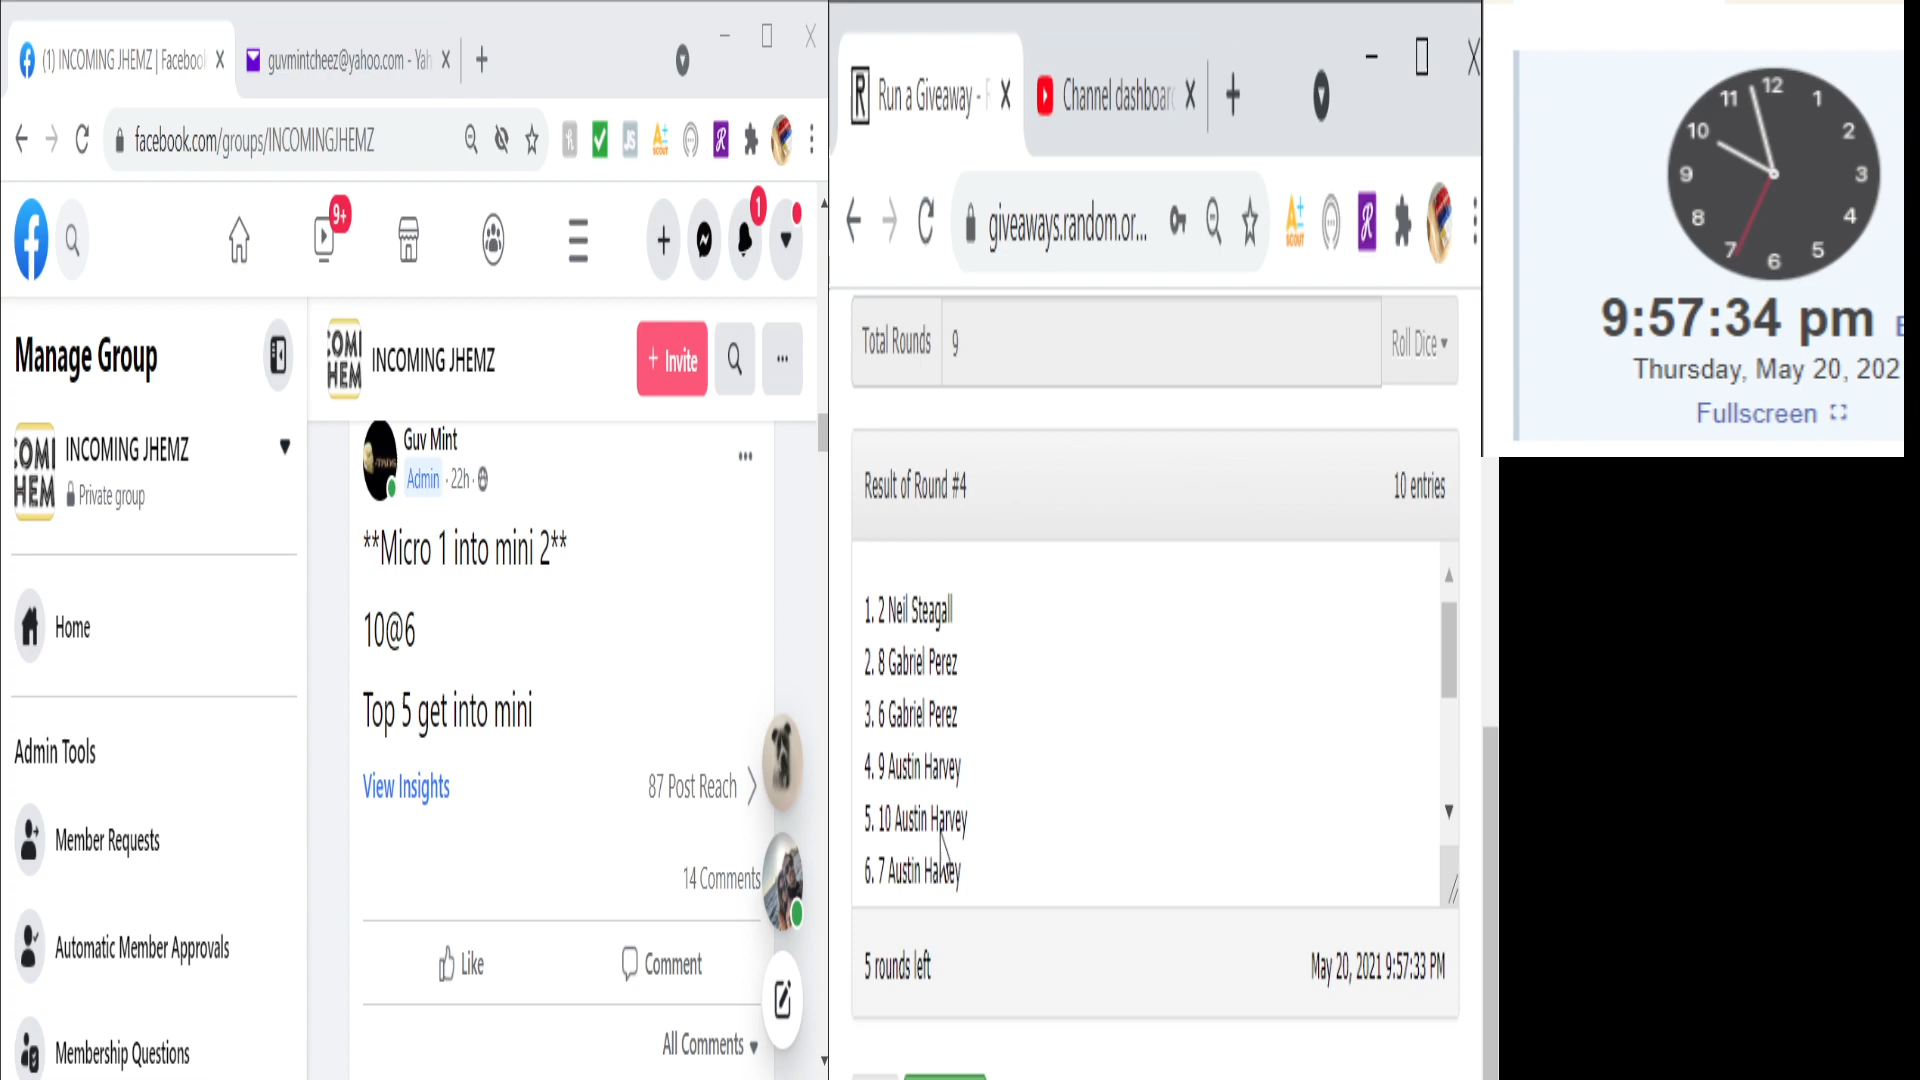 (1) INCOMING JHEMZ | Facebook
guvmintcheez@yahoo.com - Yah
facebook.com/groups/INCOMINGJHEMZ
9+
1
Manage Group
INCOMING JHEMZ
Private group
Home
Admin Tools
Member Requests
Automatic Member Approvals
Membership Questions
COMI
HEM
INCOMING JHEMZ
+ Invite
Guv Mint
Admin · 22h ·
**Micro 1 into mini 2**
10@6
Top 5 get into mini
View Insights
87 Post Reach
14 Comments
Like
Comment
All Comments
Run a Giveaway -
Channel dashboard
giveaways.random.or...
Total Rounds
9
Roll Dice
Result of Round #4
10 entries
1. 2 Neil Steagall
2. 8 Gabriel Perez
3. 6 Gabriel Perez
4. 9 Austin Harvey
5. 10 Austin Harvey
6. 7 Austin Harvey
5 rounds left
May 20, 2021 9:57:33 PM
12
1
2
3
4
5
6
7
8
9
10
11
9:57:34 pm
Thursday, May 20, 202
Fullscreen